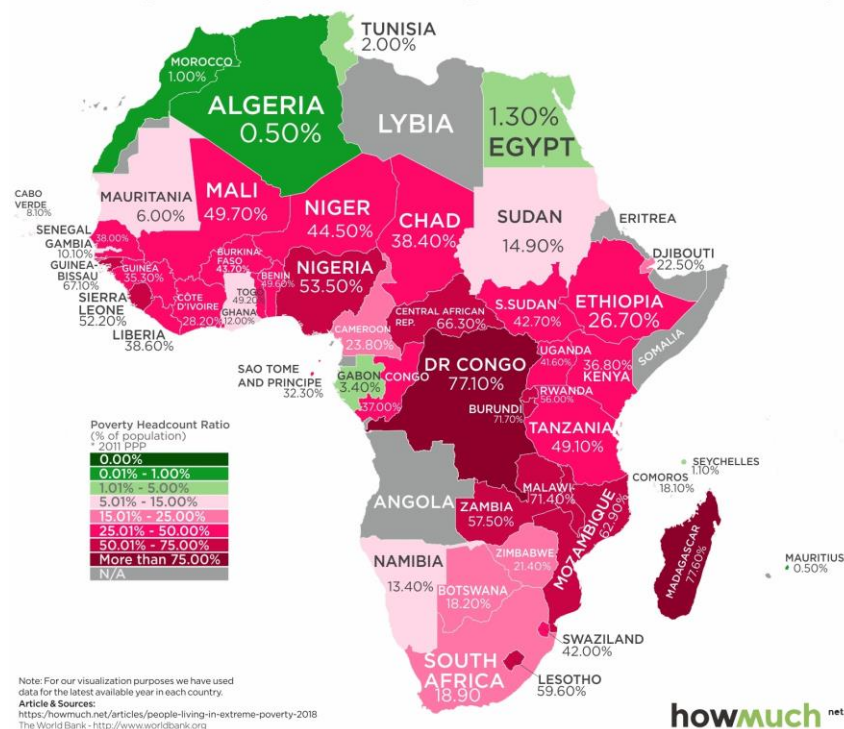 TUNISIA
2.00%
MOROCCO
1.00%
ALGERIA
0.50%
LYBIA
1.30%
EGYPT
CABO
VERDE
8.10%
MAURITANIA
6.00%
MALI
49.70%
NIGER
44.50%
CHAD
38.40%
SUDAN
14.90%
ERITREA
DJIBOUTI
22.50%
SENEGAL
38.00%
GAMBIA
10.10%
GUINEA-
BISSAU
67.10%
GUINEA
35.30%
SIERRA
LEONE
52.20%
LIBERIA
38.60%
CÔTE
D'IVOIRE
28.20%
BURKINA-
FASO
43.70%
GHANA
12.00%
TOGO
49.20%
BENIN
49.60%
NIGERIA
53.50%
CAMEROON
23.80%
CENTRAL AFRICAN
REP.
66.30%
S.SUDAN
42.70%
ETHIOPIA
26.70%
SOMALIA
SAO TOME
AND PRINCIPE
32.30%
GABON
3.40%
CONGO
37.00%
DR CONGO
77.10%
UGANDA
41.60%
36.80%
KENYA
RWANDA
56.00%
BURUNDI
71.70%
TANZANIA
49.10%
SEYCHELLES
1.10%
COMOROS
18.10%
ANGOLA
ZAMBIA
57.50%
MALAWI
71.40%
MOZAMBIQUE
62.90%
MADAGASCAR
77.60%
MAURITIUS
0.50%
NAMIBIA
13.40%
BOTSWANA
18.20%
ZIMBABWE
21.40%
SOUTH
AFRICA
18.90
SWAZILAND
42.00%
LESOTHO
59.60%
Poverty Headcount Ratio
(% of population)
* 2011 PPP
0.00%
0.01% - 1.00%
1.01% - 5.00%
5.01% - 15.00%
15.01% - 25.00%
25.01% - 50.00%
50.01% - 75.00%
More than 75.00%
N/A
Note: For our visualization purposes we have used
data for the latest available year in each country.
Article & Sources:
https:/howmuch.net/articles/people-living-in-extreme-poverty-2018
The World Bank - http://www.worldbank.org
howmuch net